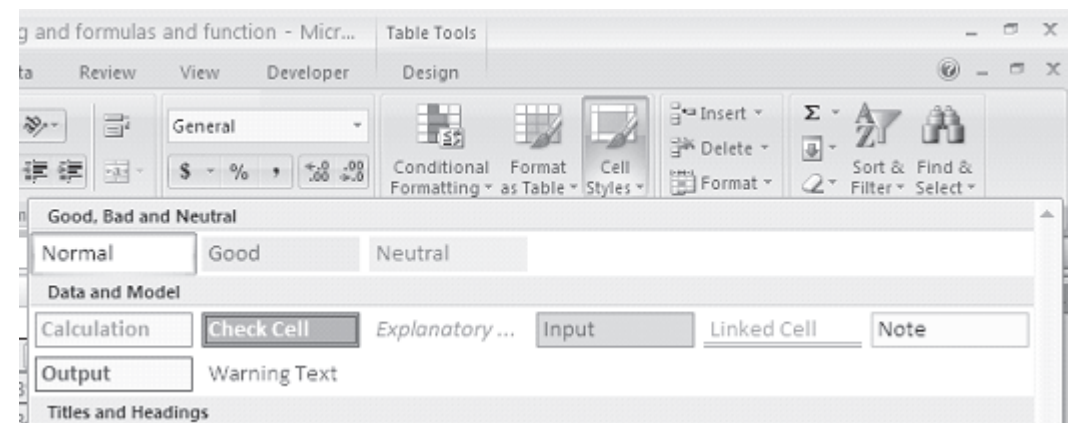 g and formulas and function - Micr... Table Tools
ta Review View Developer Design
General Insert Σ A
Z
Delete
$ % , .0 .00 Conditional Format Cell Sort & Find &
.00 .0 Formatting as Table Styles Format Filter Select
Good, Bad and Neutral
Normal Good Neutral
Data and Model
Calculation Check Cell Explanatory ... Input Linked Cell Note
Output Warning Text
Titles and Headings